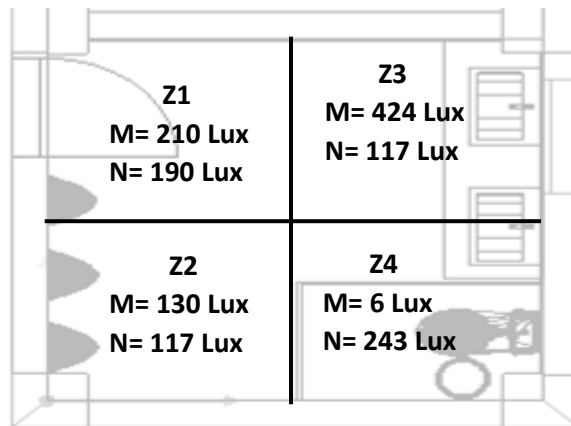 Z1
M= 210 Lux
N= 190 Lux
Z3
M= 424 Lux
N= 117 Lux
Z2
M= 130 Lux
N= 117 Lux
Z4
M= 6 Lux
N= 243 Lux